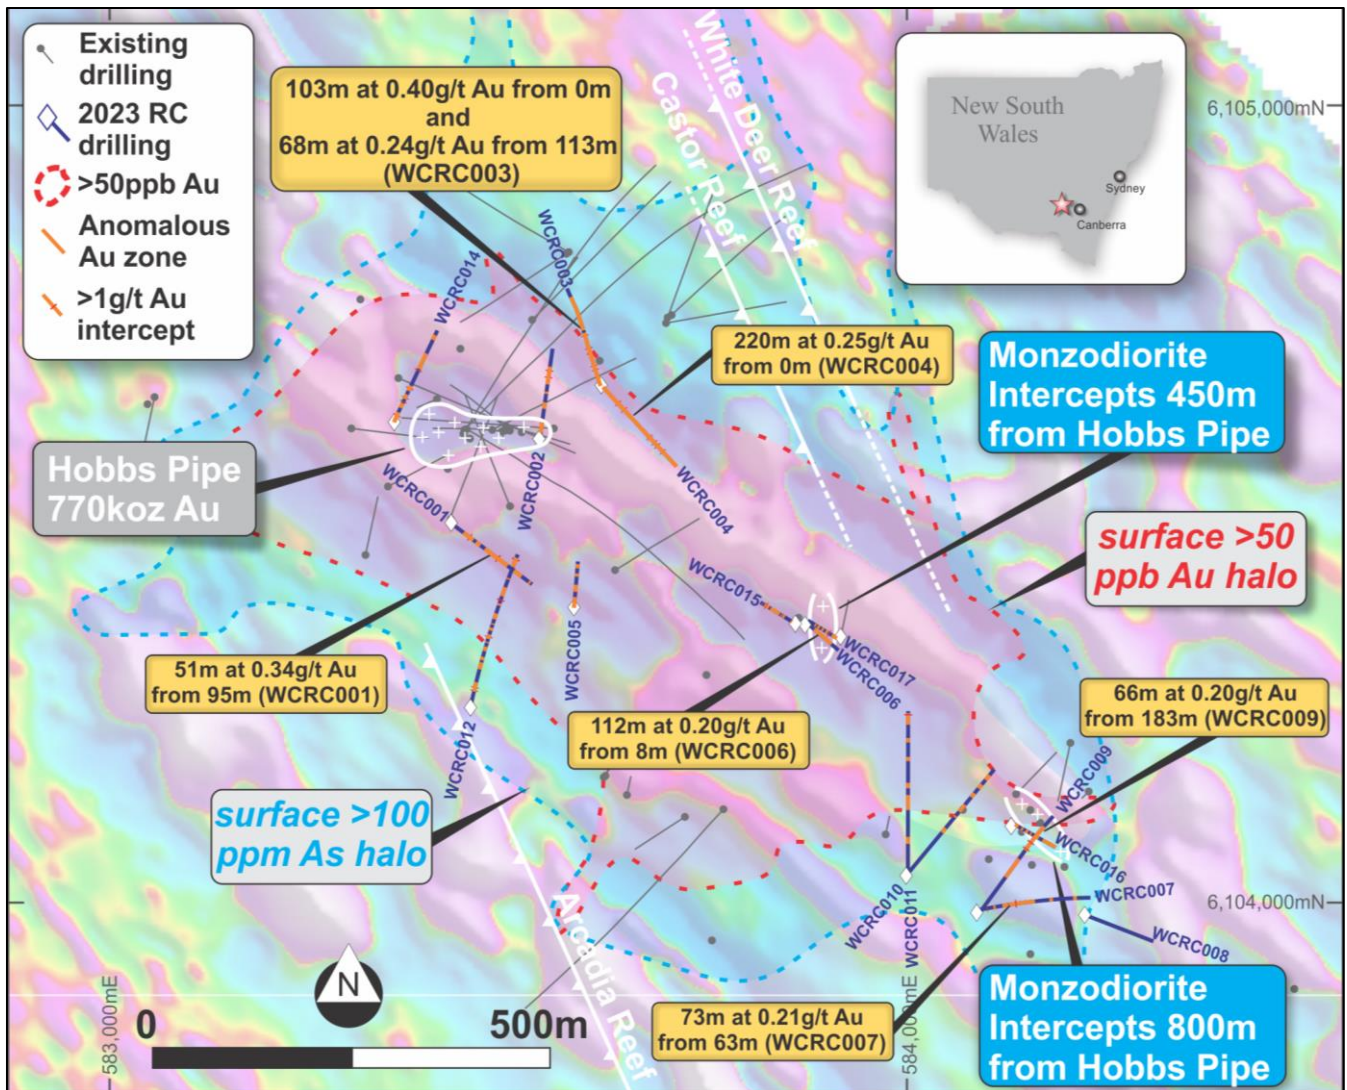 Existing
drilling
2023 RC
drilling
>50ppb Au
Anomalous
Au zone
>1g/t Au
intercept
103m at 0.40g/t Au from 0m
and
68m at 0.24g/t Au from 113m
(WCRC003)
White Deer Reef
Castor Reef
New South
Wales
Sydney
Canberra
6,105,000mN
WCRC014
WCRC003
220m at 0.25g/t Au
from 0m (WCRC004)
Monzodiorite
Intercepts 450m
from Hobbs Pipe
Hobbs Pipe
770koz Au
WCRC001
WCRC002
WCRC004
surface >50
ppb Au halo
WCRC015
WCRC017
WCRC006
WCRC005
51m at 0.34g/t Au
from 95m (WCRC001)
WCRC012
112m at 0.20g/t Au
from 8m (WCRC006)
66m at 0.20g/t Au
from 183m (WCRC009)
WCRC009
surface >100
ppm As halo
WCRC016
WCRC007
WCRC010
WCRC011
WCRC008
6,104,000mN
Arcadia Reef
N
0
500m
583,000mE
584,000mE
73m at 0.21g/t Au
from 63m (WCRC007)
Monzodiorite
Intercepts 800m
from Hobbs Pipe